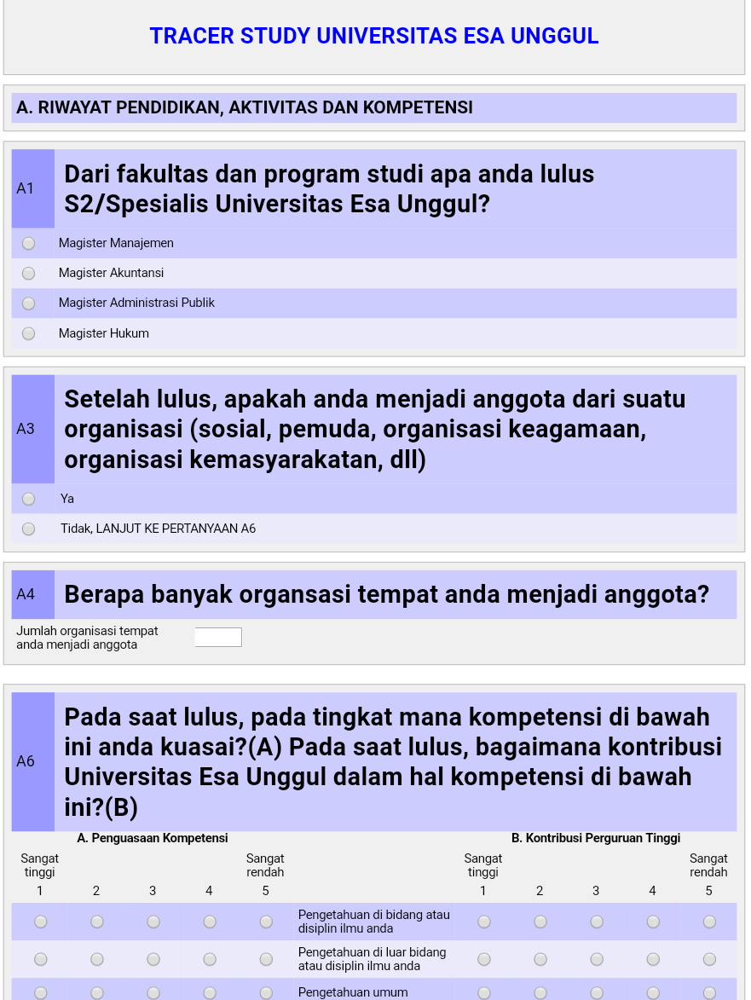 TRACER STUDY UNIVERSITAS ESA UNGGUL
A. RIWAYAT PENDIDIKAN, AKTIVITAS DAN KOMPETENSI
A1
Dari fakultas dan program studi apa anda lulus
S2/Spesialis Universitas Esa Unggul?
Magister Manajemen
Magister Akuntansi
Magister Administrasi Publik
Magister Hukum
A3
Setelah lulus, apakah anda menjadi anggota dari suatu
organisasi (sosial, pemuda, organisasi keagamaan,
organisasi kemasyarakatan, dll)
Ya
Tidak, LANJUT KE PERTANYAAN A6
A4
Berapa banyak organsasi tempat anda menjadi anggota?
Jumlah organisasi tempat
anda menjadi anggota
A6
Pada saat lulus, pada tingkat mana kompetensi di bawah
ini anda kuasai?(A) Pada saat lulus, bagaimana kontribusi
Universitas Esa Unggul dalam hal kompetensi di bawah
ini?(B)
A. Penguasaan Kompetensi B. Kontribusi Perguruan Tinggi
Sangat Sangat Sangat Sangat
tinggi rendah tinggi rendah
1 2 3 4 5 1 2 3 4 5
Pengetahuan di bidang atau
disiplin ilmu anda
Pengetahuan di luar bidang
atau disiplin ilmu anda
Pengetahuan umum